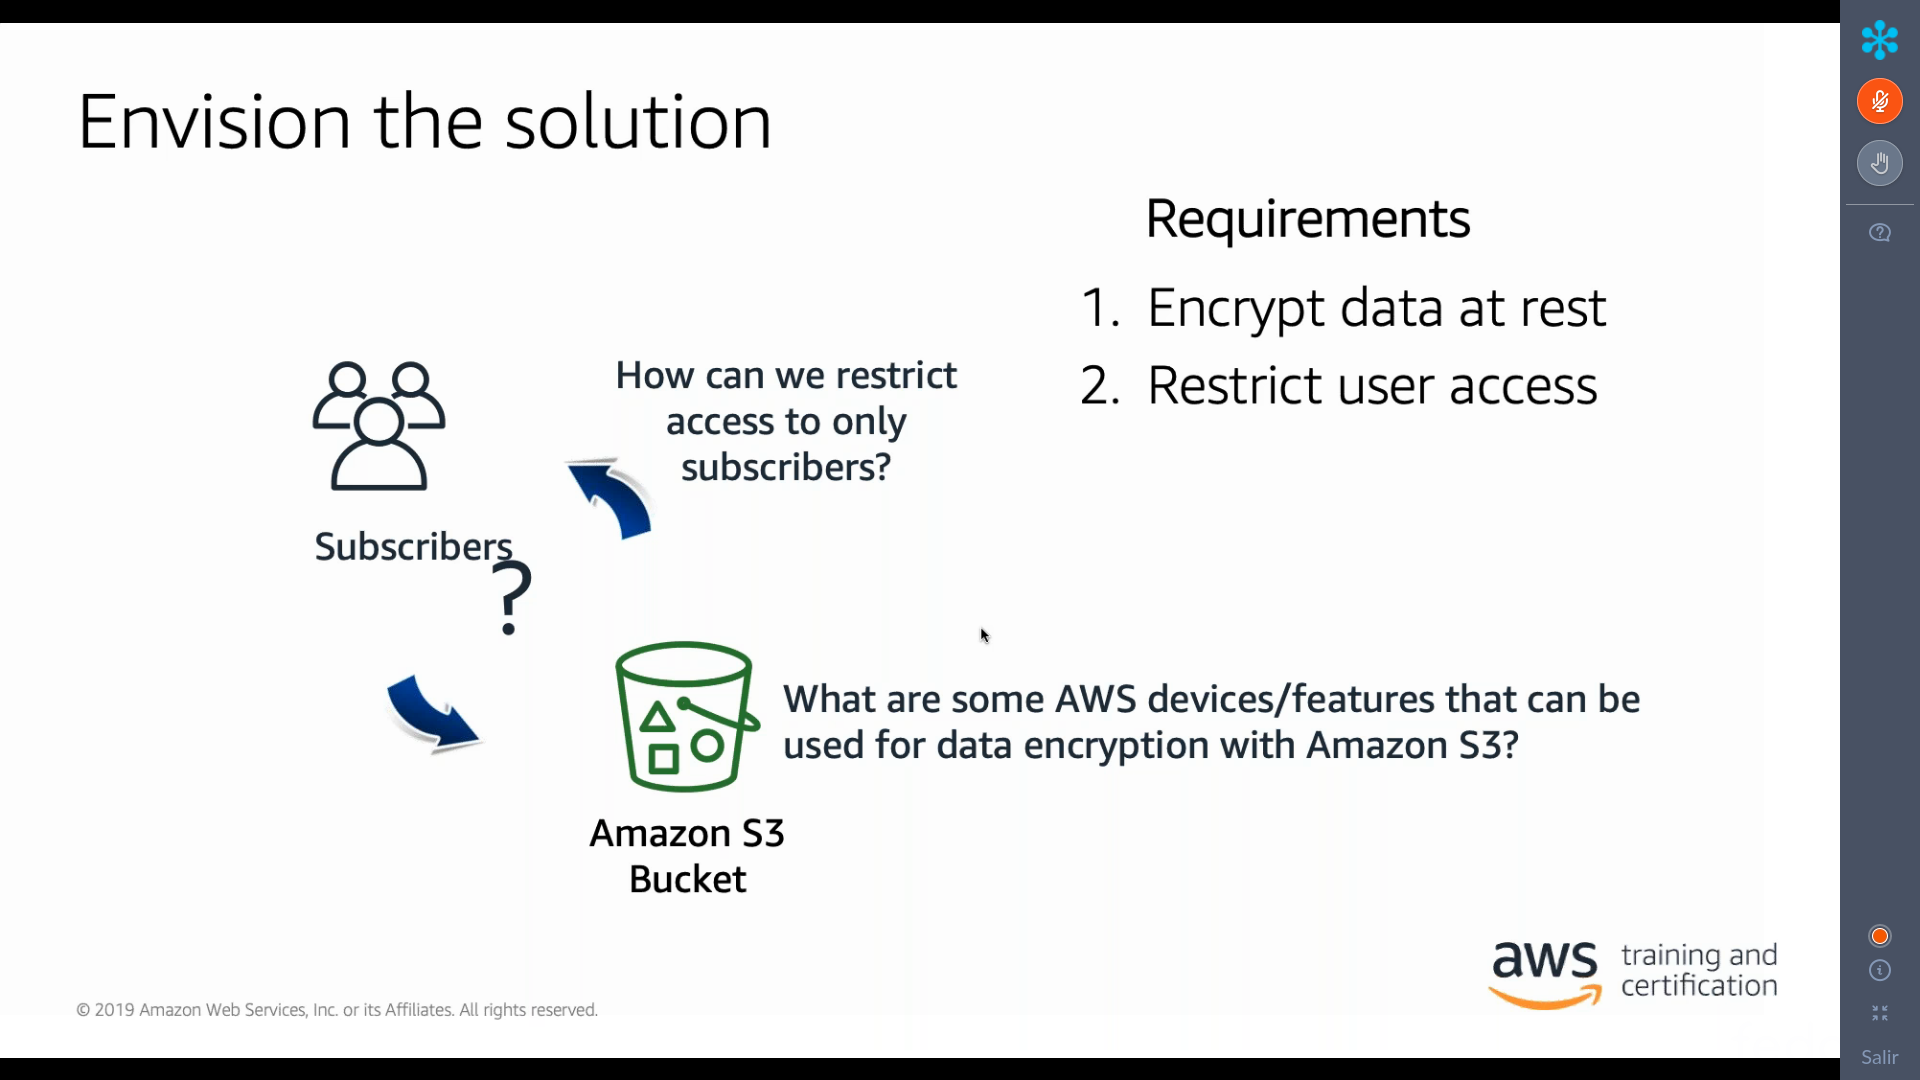 Envision the solution
Requirements
1. Encrypt data at rest
2. Restrict user access
How can we restrict
access to only
subscribers?
Subscribers
?
What are some AWS devices/features that can be
used for data encryption with Amazon S3?
Amazon S3
Bucket
aws
training and
certification
© 2019 Amazon Web Services, Inc. or its Affiliates. All rights reserved.
Salir